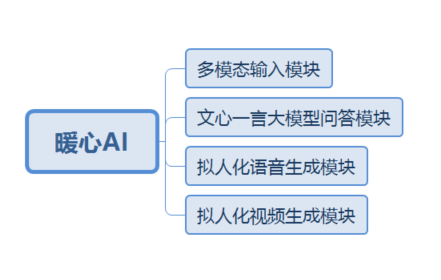 多模态输入模块
文心一言大模型问答模块
暖心AI
拟人化语音生成模块
拟人化视频生成模块